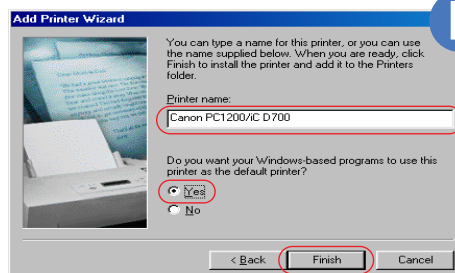 Add Printer Wizard
You can type a name for this printer, or you can use
the name supplied below. When you are ready, click
Finish to install the printer and add it to the Printers
folder.
Printer name:
Canon PC1200/iC D700
Do you want your Windows-based programs to use this
printer as the default printer?
Yes
No
< Back
Finish
Cancel